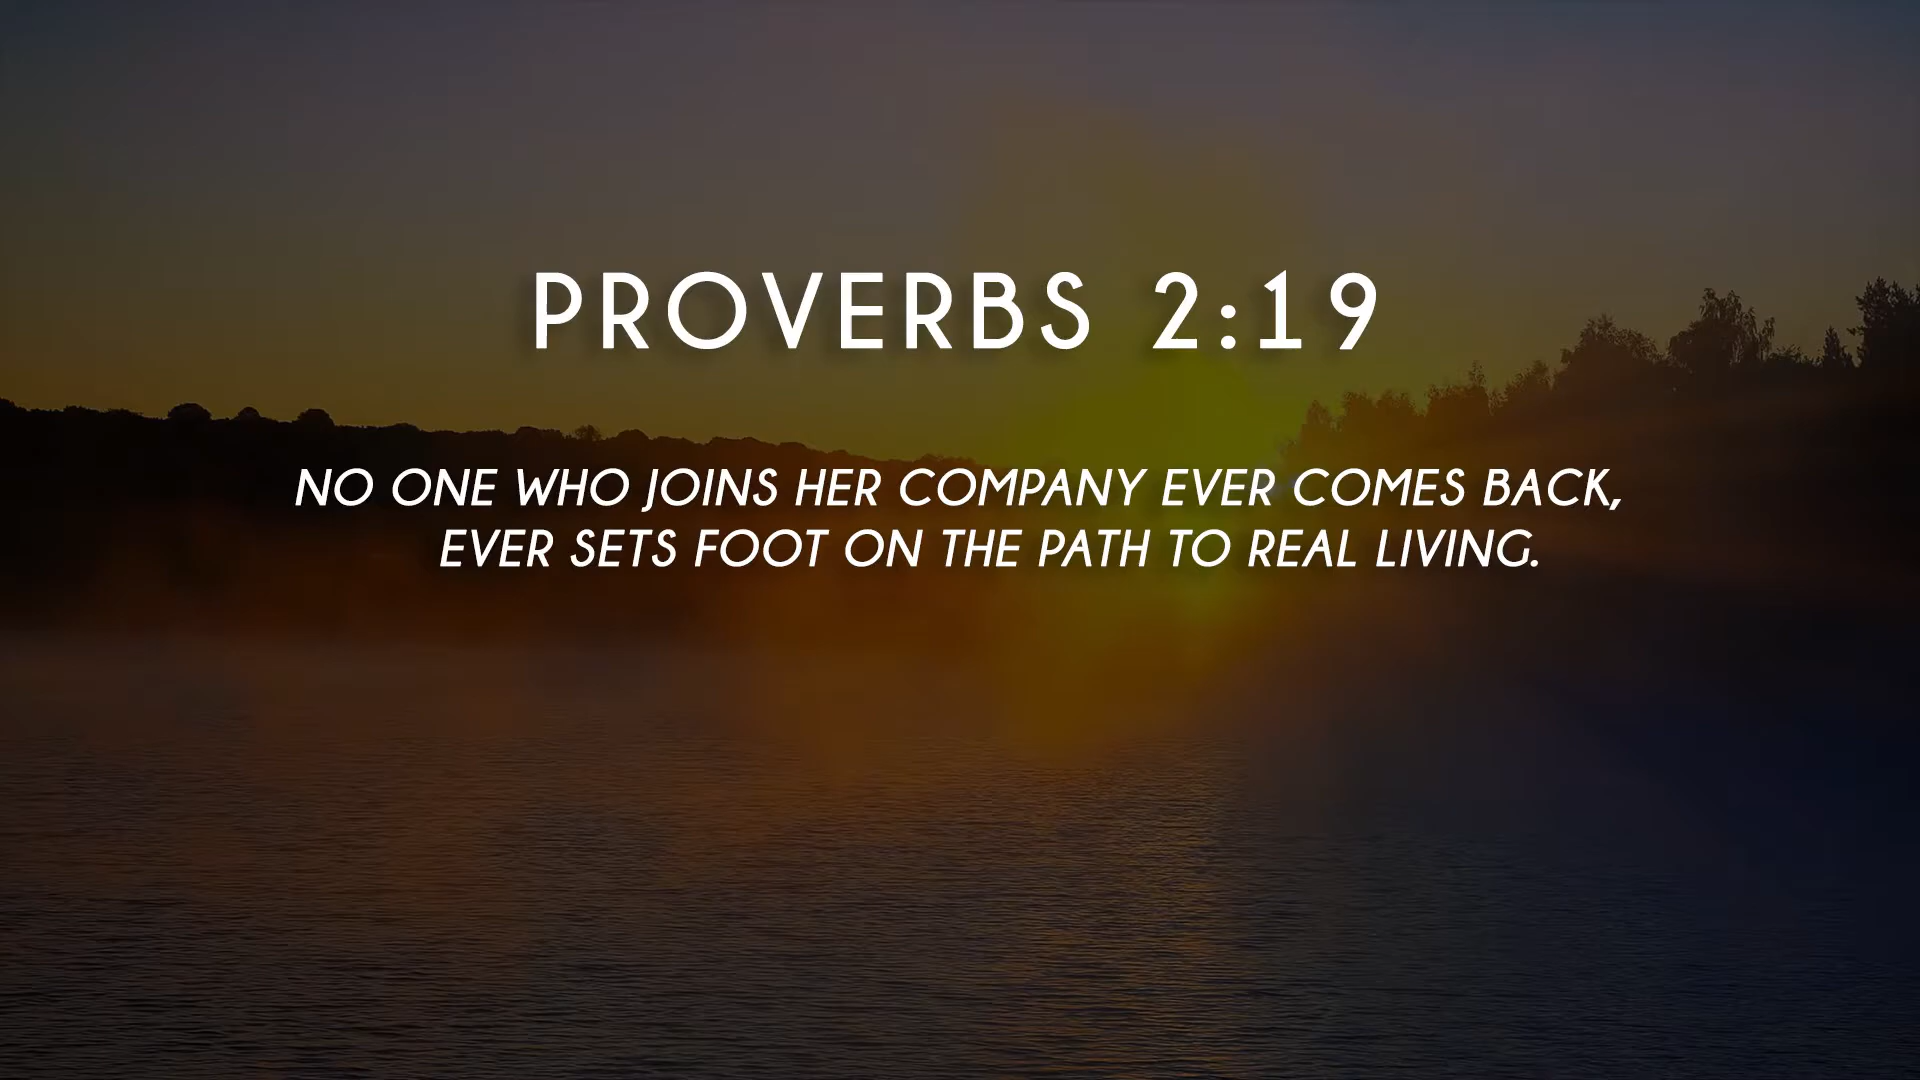 PROVERBS 2:19
NO ONE WHO JOINS HER COMPANY EVER COMES BACK,
EVER SETS FOOT ON THE PATH TO REAL LIVING.